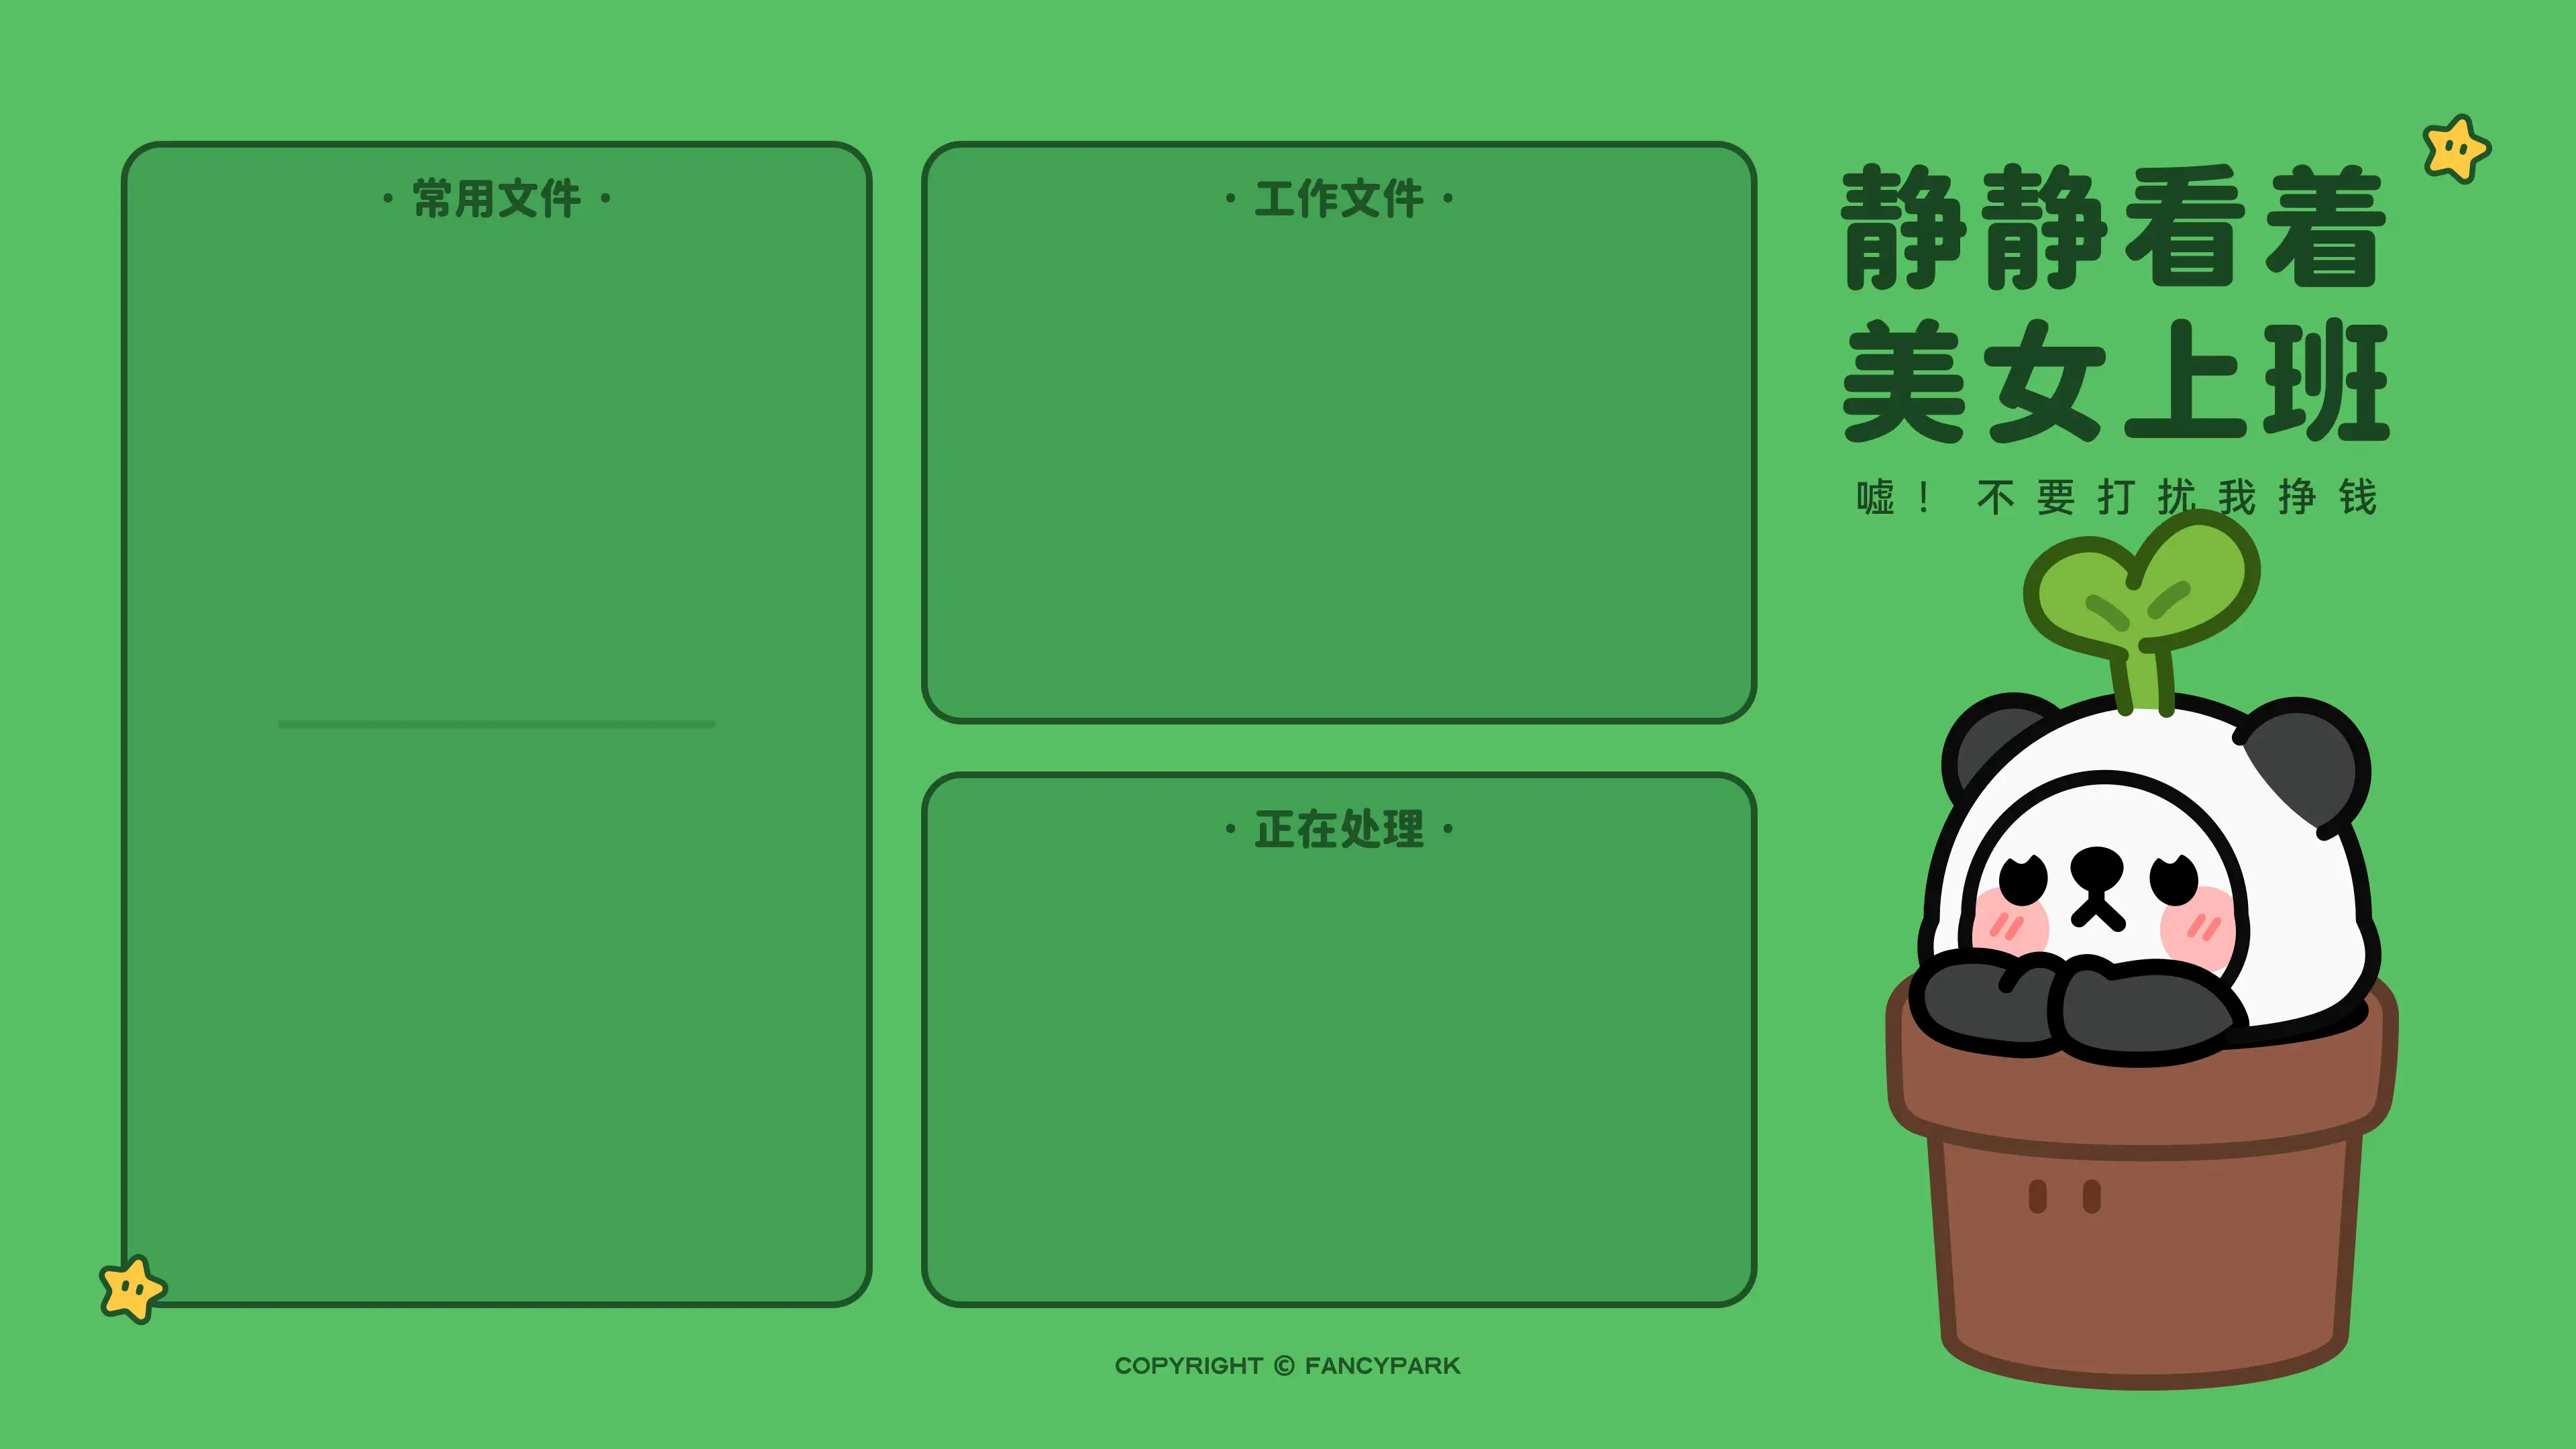 · 常用文件 ·
· 工作文件 ·
· 正在处理 ·
静静看着
美女上班
嘘！ 不要打扰我挣钱
COPYRIGHT © FANCYPARK